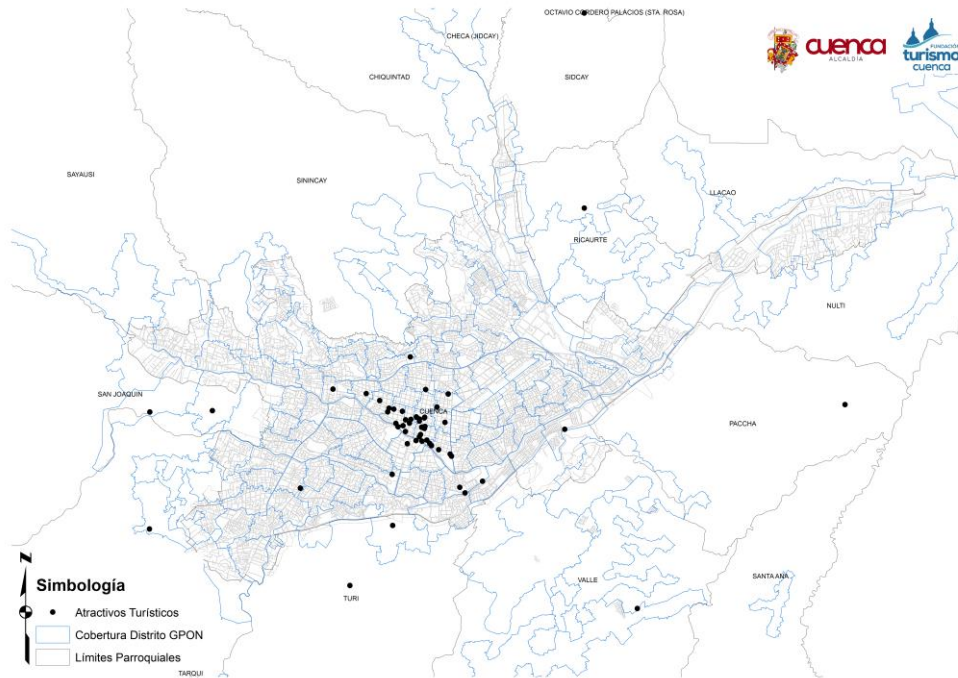 OCTAVIO CORDERO PALACIOS (STA. ROSA)
CHECA (JIDCAY)
CHIQUINTAD
SIDCAY
cuenca
ALCALDÍA
FUNDACIÓN
turismo
cuenca
SAYAUSI
SININCAY
LLACAO
RICAURTE
NULTI
SAN JOAQUIN
CUENCA
PACCHA
VALLE
SANTA ANA
TURI
TARQUI
N
Simbología
Atractivos Turísticos
Cobertura Distrito GPON
Límites Parroquiales